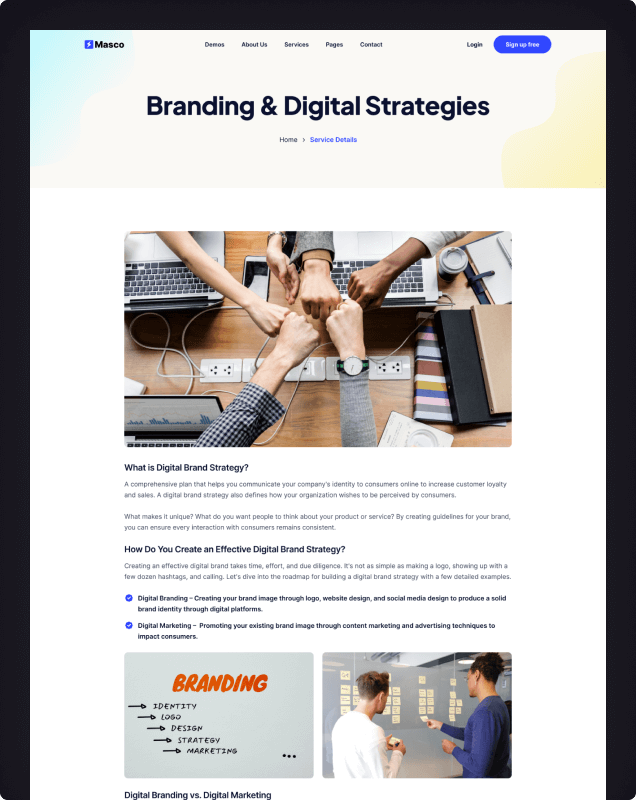 Masco
Demos About Us Services Pages Contact Login Sign up free
Branding & Digital Strategies
Home > Service Details
What is Digital Brand Strategy?
A comprehensive plan that helps you communicate your company's identity to consumers online to increase customer loyalty
and sales. A digital brand strategy also defines how your organization wishes to be perceived by consumers.
What makes it unique? What do you want people to think about your product or service? By creating guidelines for your brand,
you can ensure every interaction with consumers remains consistent.
How Do You Create an Effective Digital Brand Strategy?
Creating an effective digital brand takes time, effort, and due diligence. It's not as simple as making a logo, showing up with a
few dozen hashtags, and calling. Let's dive into the roadmap for building a digital brand strategy with a few detailed examples.
Digital Branding – Creating your brand image through logo, website design, and social media design to produce a solid
brand identity through digital platforms.
Digital Marketing – Promoting your existing brand image through content marketing and advertising techniques to
impact consumers.
BRANDING
IDENTITY
LOGO
DESIGN
STRATEGY
MARKETING
...
Digital Branding vs. Digital Marketing